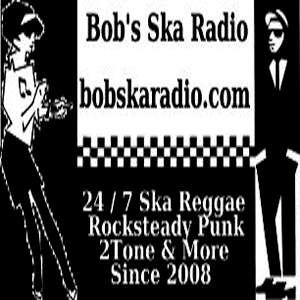 Bob's Ska Radio
bobskaradio.com
24 / 7 Ska Reggae
Rocksteady Punk
2Tone & More
Since 2008